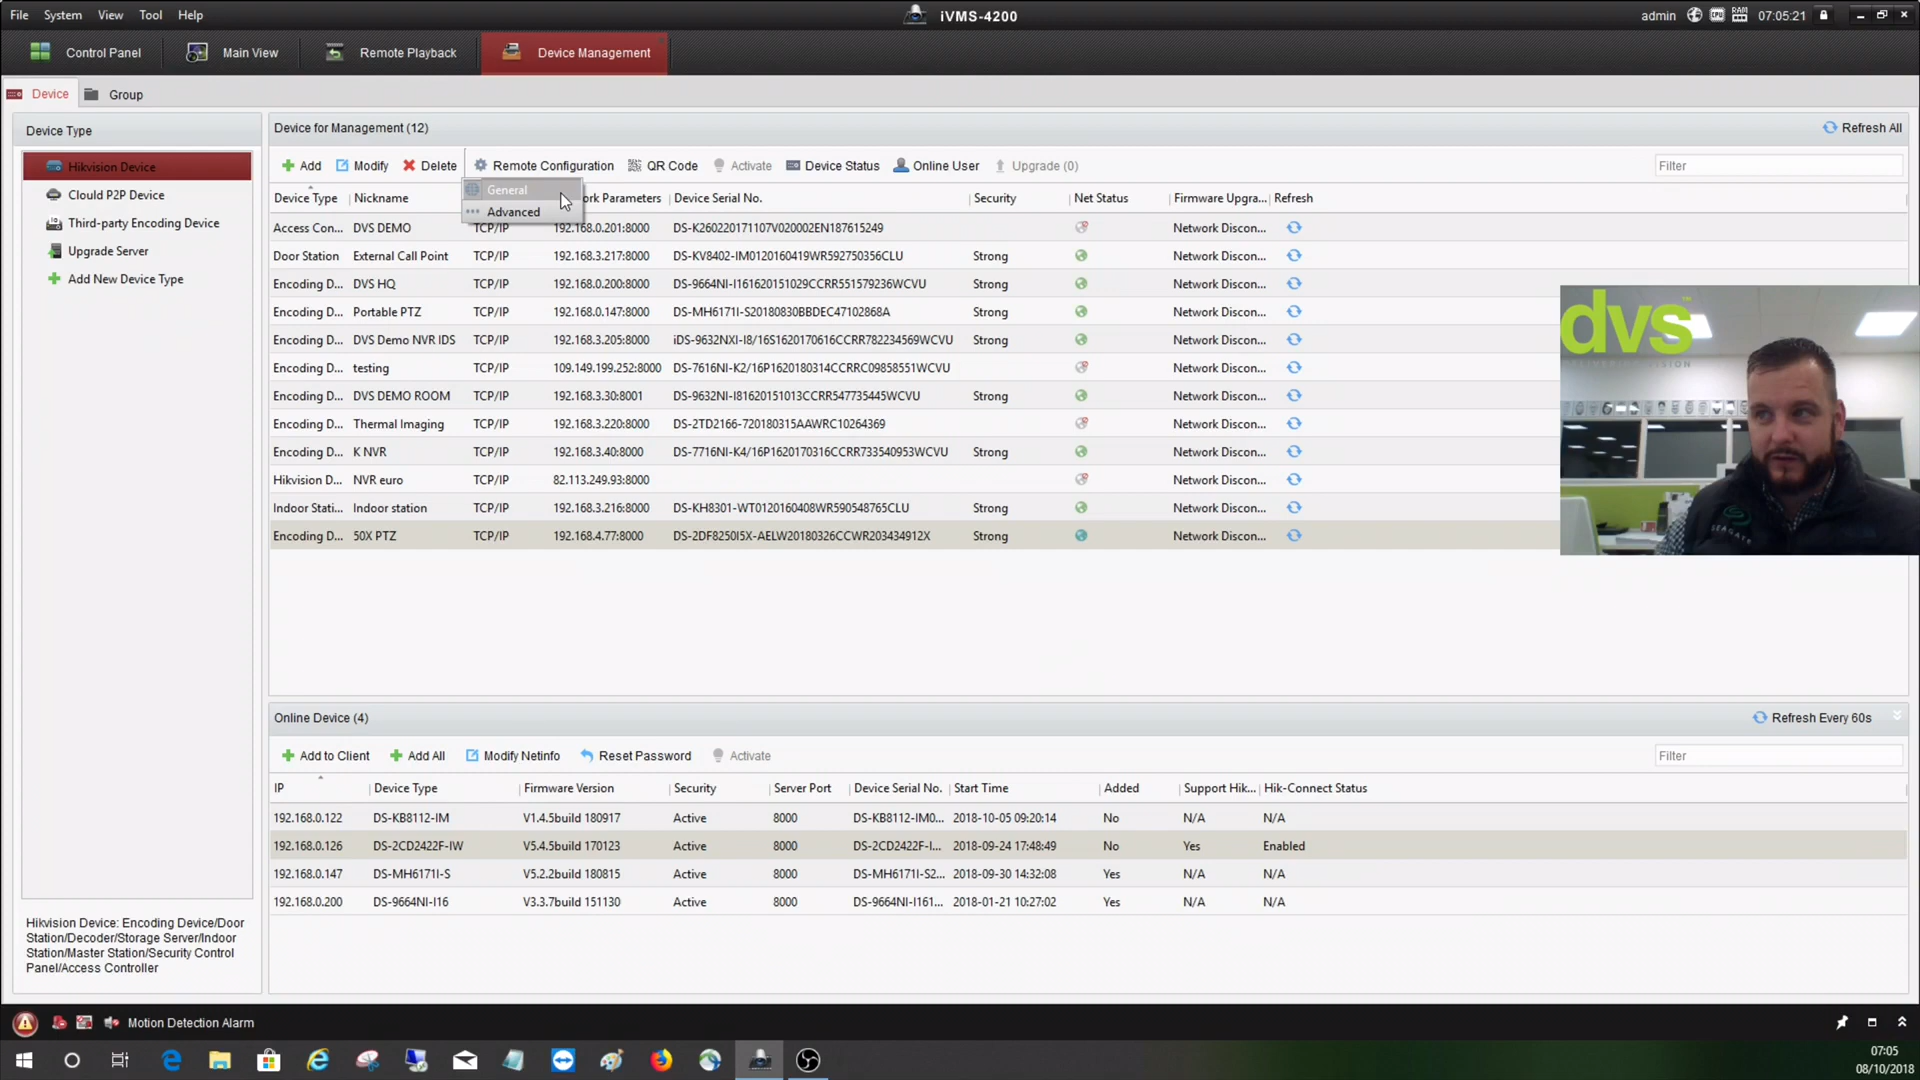 File System View Tool Help
iVMS-4200
admin 07:05:21
Control Panel Main View Remote Playback Device Management
Device Group
Device Type
Hikvision Device
Clould P2P Device
Third-party Encoding Device
Upgrade Server
Add New Device Type
Hikvision Device: Encoding Device/Door
Station/Decoder/Storage Server/Indoor
Station/Master Station/Security Control
Panel/Access Controller
Device for Management (12) Refresh All
Add Modify Delete Remote Configuration QR Code Activate Device Status Online User Upgrade (0) Filter
General
Advanced
Device Type Nickname rk Parameters Device Serial No. Security Net Status Firmware Upgra... Refresh
Access Con... DVS DEMO TCP/IP 192.168.0.201:8000 DS-K260220171107V020002EN187615249 Network Discon...
Door Station External Call Point TCP/IP 192.168.3.217:8000 DS-KV8402-IM0120160419WR592750356CLU Strong Network Discon...
Encoding D... DVS HQ TCP/IP 192.168.0.200:8000 DS-9664NI-I161620151029CCRR551579236WCVU Strong Network Discon...
Encoding D... Portable PTZ TCP/IP 192.168.0.147:8000 DS-MH6171I-S20180830BBDEC47102868A Strong Network Discon...
Encoding D... DVS Demo NVR IDS TCP/IP 192.168.3.205:8000 iDS-9632NXI-I8/16S1620170616CCRR782234569WCVU Strong Network Discon...
Encoding D... testing TCP/IP 109.149.199.252:8000 DS-7616NI-K2/16P1620180314CCRRC09858551WCVU Network Discon...
Encoding D... DVS DEMO ROOM TCP/IP 192.168.3.30:8001 DS-9632NI-I81620151013CCRR547735445WCVU Strong Network Discon...
Encoding D... Thermal Imaging TCP/IP 192.168.3.220:8000 DS-2TD2166-720180315AAWRC10264369 Network Discon...
Encoding D... K NVR TCP/IP 192.168.3.40:8000 DS-7716NI-K4/16P1620170316CCRR733540953WCVU Strong Network Discon...
Hikvision D... NVR euro TCP/IP 82.113.249.93:8000 Network Discon...
Indoor Stati... Indoor station TCP/IP 192.168.3.216:8000 DS-KH8301-WT0120160408WR590548765CLU Strong Network Discon...
Encoding D... 50X PTZ TCP/IP 192.168.4.77:8000 DS-2DF8250I5X-AELW20180326CCWR203434912X Strong Network Discon...
dvs™
SEAGATE
Online Device (4) Refresh Every 60s
Add to Client Add All Modify Netinfo Reset Password Activate Filter
IP Device Type Firmware Version Security Server Port Device Serial No. Start Time Added Support Hik... Hik-Connect Status
192.168.0.122 DS-KB8112-IM V1.4.5build 180917 Active 8000 DS-KB8112-IM0... 2018-10-05 09:20:14 No N/A N/A
192.168.0.126 DS-2CD2422F-IW V5.4.5build 170123 Active 8000 DS-2CD2422F-I... 2018-09-24 17:48:49 No Yes Enabled
192.168.0.147 DS-MH6171I-S V5.2.2build 180815 Active 8000 DS-MH6171I-S2... 2018-09-30 14:32:08 Yes N/A N/A
192.168.0.200 DS-9664NI-I16 V3.3.7build 151130 Active 8000 DS-9664NI-I161... 2018-01-21 10:27:02 Yes N/A N/A
Motion Detection Alarm
07:05
08/10/2018